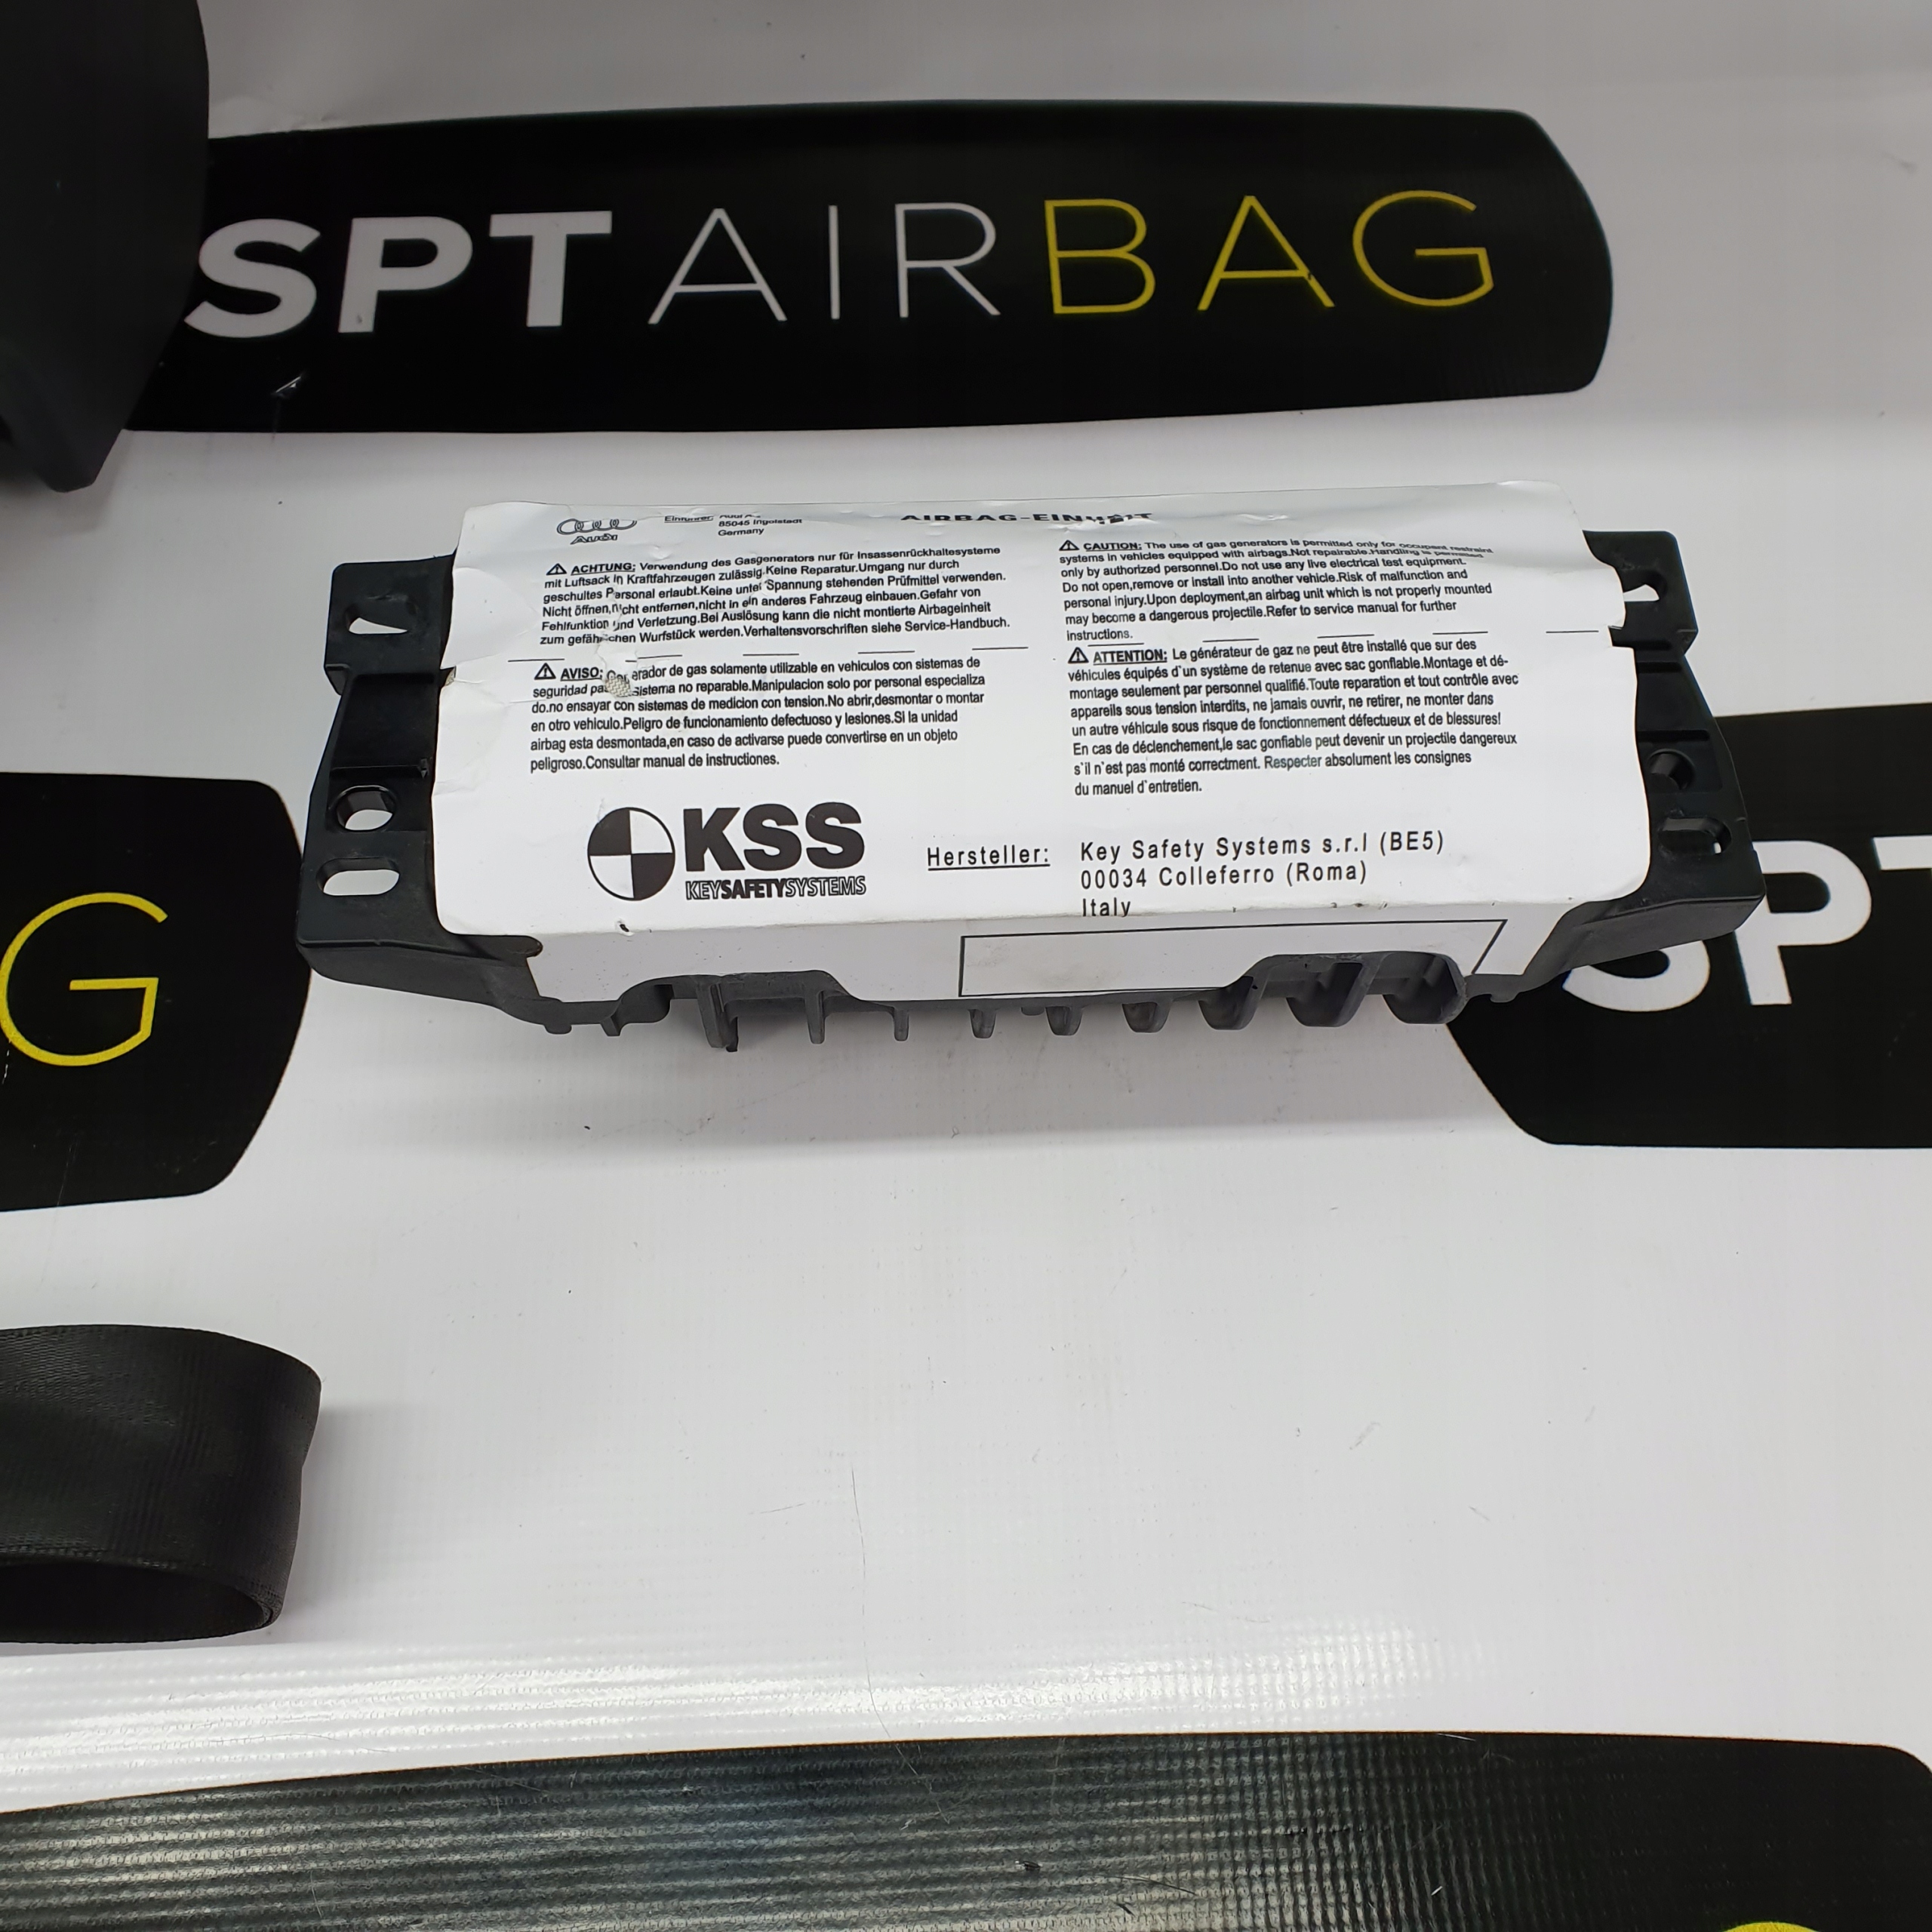 SPT AIRBAG
Audi
85045 Ingolstadt
Germany
AIRBAG-EINHEIT
ACHTUNG: Verwendung des Gasgenerators nur für Insassenrückhaltesysteme
mit Luftsack in Kraftfahrzeugen zulässig.Keine Reparatur.Umgang nur durch
geschultes Personal erlaubt.Keine unter Spannung stehenden Prüfmittel verwenden.
Nicht öffnen,nicht entfernen,nicht in ein anderes Fahrzeug einbauen.Gefahr von
Fehlfunktion und Verletzung.Bei Auslösung kann die nicht montierte Airbageinheit
zum gefährlichen Wurfstück werden.Verhaltensvorschriften siehe Service-Handbuch.
AVISO: de gas solamente utilizable en vehiculos con sistemas de
seguridad sistema no reparable.Manipulacion solo por personal especializa
do.no ensayar con sistemas de medicion con tension.No abrir,desmontar o montar
en otro vehiculo.Peligro de funcionamiento defectuoso y lesiones.Si la unidad
airbag esta desmontada,en caso de activarse puede convertirse en un objeto
peligroso.Consultar manual de instrucciones.
CAUTION: The use of gas generators is permitted only for occupant restraint
systems in vehicles equipped with airbags.Not repairable.Handling is permitted
only by authorized personnel.Do not use any live electrical test equipment.
Do not open,remove or install into another vehicle.Risk of malfunction and
personal injury.Upon deployment,an airbag unit which is not properly mounted
may become a dangerous projectile.Refer to service manual for further
instructions.
ATTENTION: Le générateur de gaz ne peut être installé que sur des
véhicules équipés d'un système de retenue avec sac gonflable.Montage et dé-
montage seulement par personnel qualifié.Toute reparation et tout contrôle avec
appareils sous tension interdits, ne jamais ouvrir, ne retirer, ne monter dans
un autre véhicule sous risque de fonctionnement défectueux et de blessures!
En cas de déclenchement,le sac gonflable peut devenir un projectile dangereux
s'il n'est pas monté correctment. Respecter absolument les consignes
du manuel d'entretien.
KSS
KEYSAFETYSYSTEMS
Hersteller: Key Safety Systems s.r.l (BE5)
00034 Colleferro (Roma)
Italy
G
SPT